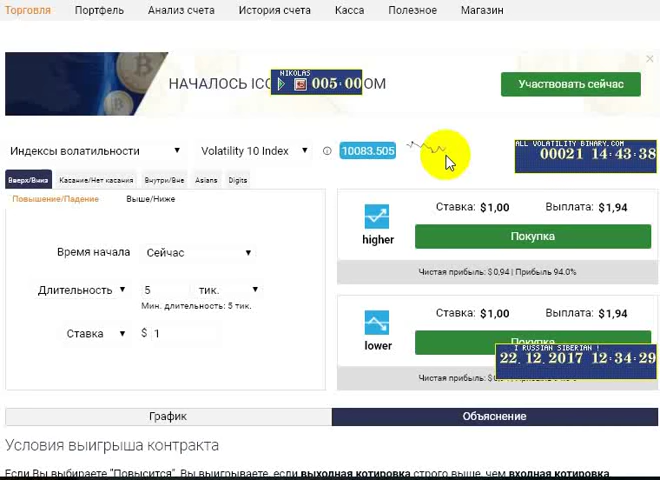 Торговля Портфель Анализ счета История счета Касса Полезное Магазин
НАЧАЛОСЬ ICO
NIKOLAS
005:00
OM
Участвовать сейчас
Индексы волатильности Volatility 10 Index 10083.505
ALL VOLATILITY BINARY.COM
00021 14:43:38
Вверх/Вниз Касание/Нет касания Внутри/Вне Asians Digits
Повышение/Падение Выше/Ниже
Время начала Сейчас
Длительность 5 тик.
Мин. длительность: 5 тик.
Ставка $ 1
higher
Ставка: $1,00 Выплата: $1,94
Покупка
Чистая прибыль: $0,94 | Прибыль 94.0%
lower
Ставка: $1,00 Выплата: $1,94
Покупка
I RUSSIAN SIBERIAN !
22.12.2017 12:34:29
Чистая прибыль:
График Объяснение
Условия выигрыша контракта
Если Вы выбираете "Повысится", Вы выигрываете, если выходная котировка строго выше, чем входная котировка